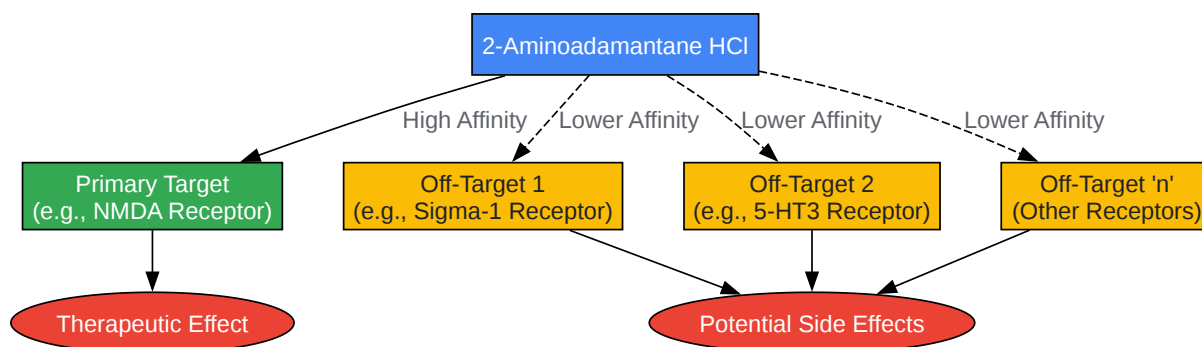 2-Aminoadamantane HCl
High Affinity
Lower Affinity
Lower Affinity
Lower Affinity
Primary Target
(e.g., NMDA Receptor)
Off-Target 1
(e.g., Sigma-1 Receptor)
Off-Target 2
(e.g., 5-HT3 Receptor)
Off-Target 'n'
(Other Receptors)
Therapeutic Effect
Potential Side Effects